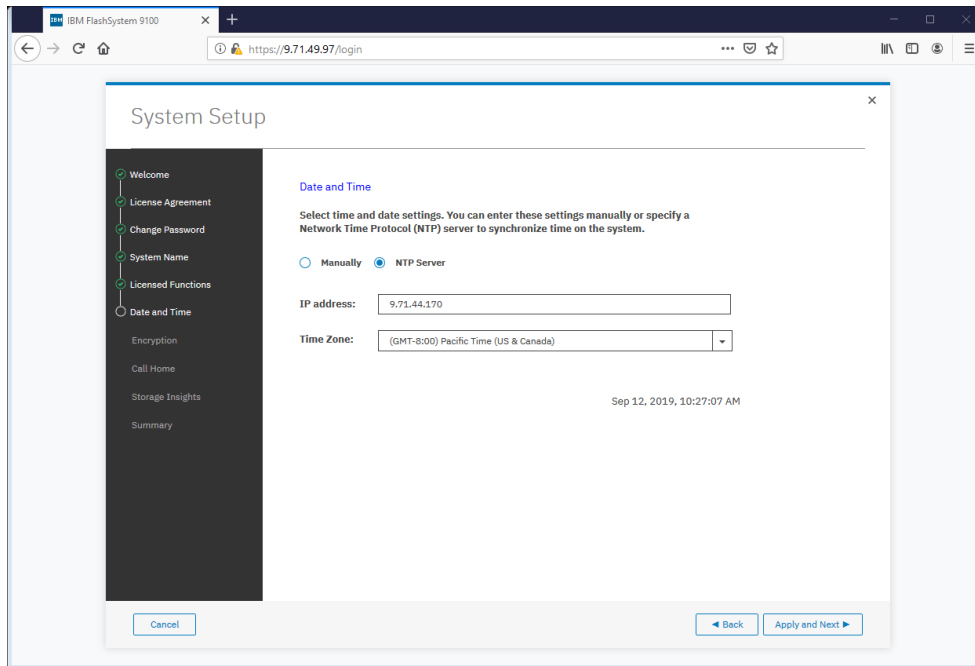 IBM IBM FlashSystem 9100
https://9.71.49.97/login
System Setup
Welcome
License Agreement
Change Password
System Name
Licensed Functions
Date and Time
Encryption
Call Home
Storage Insights
Summary
Date and Time
Select time and date settings. You can enter these settings manually or specify a
Network Time Protocol (NTP) server to synchronize time on the system.
Manually NTP Server
IP address: 9.71.44.170
Time Zone: (GMT-8:00) Pacific Time (US & Canada)
Sep 12, 2019, 10:27:07 AM
Cancel
Back Apply and Next